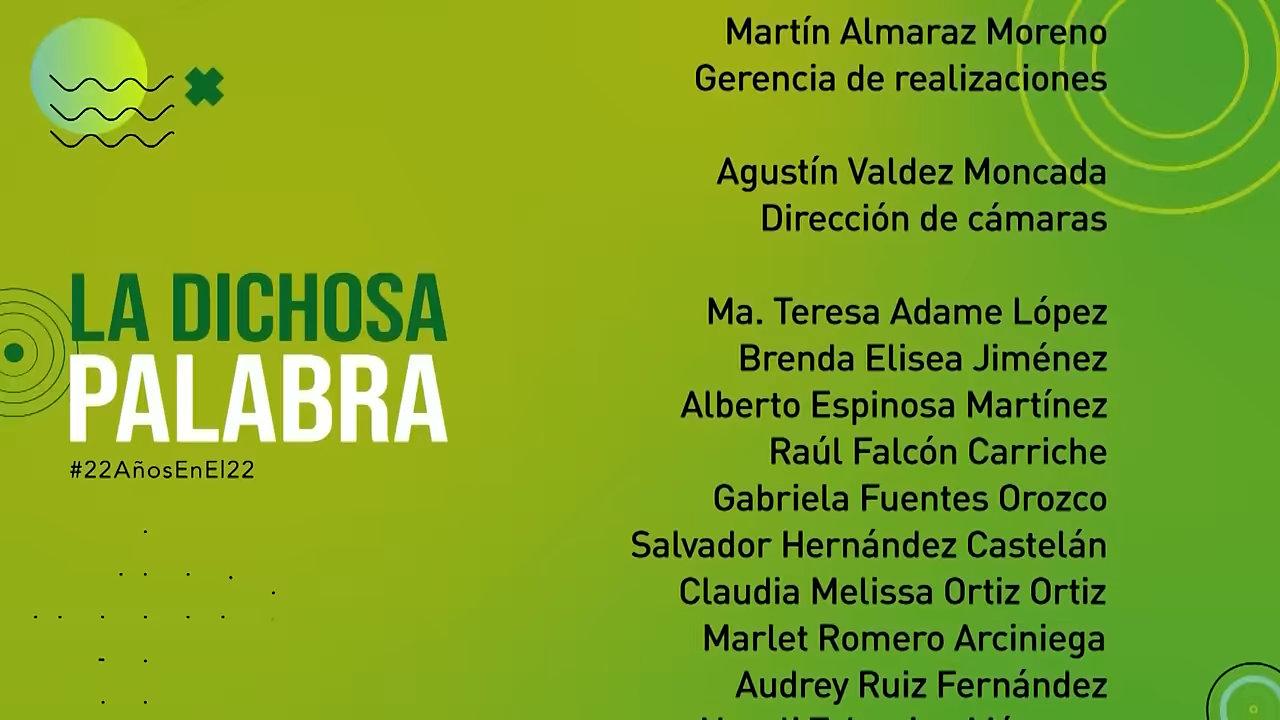 LA DICHOSA
PALABRA
#22AñosEnEl22
Martín Almaraz Moreno
Gerencia de realizaciones
Agustín Valdez Moncada
Dirección de cámaras
Ma. Teresa Adame López
Brenda Elisea Jiménez
Alberto Espinosa Martínez
Raúl Falcón Carriche
Gabriela Fuentes Orozco
Salvador Hernández Castelán
Claudia Melissa Ortiz Ortiz
Marlet Romero Arciniega
Audrey Ruiz Fernández